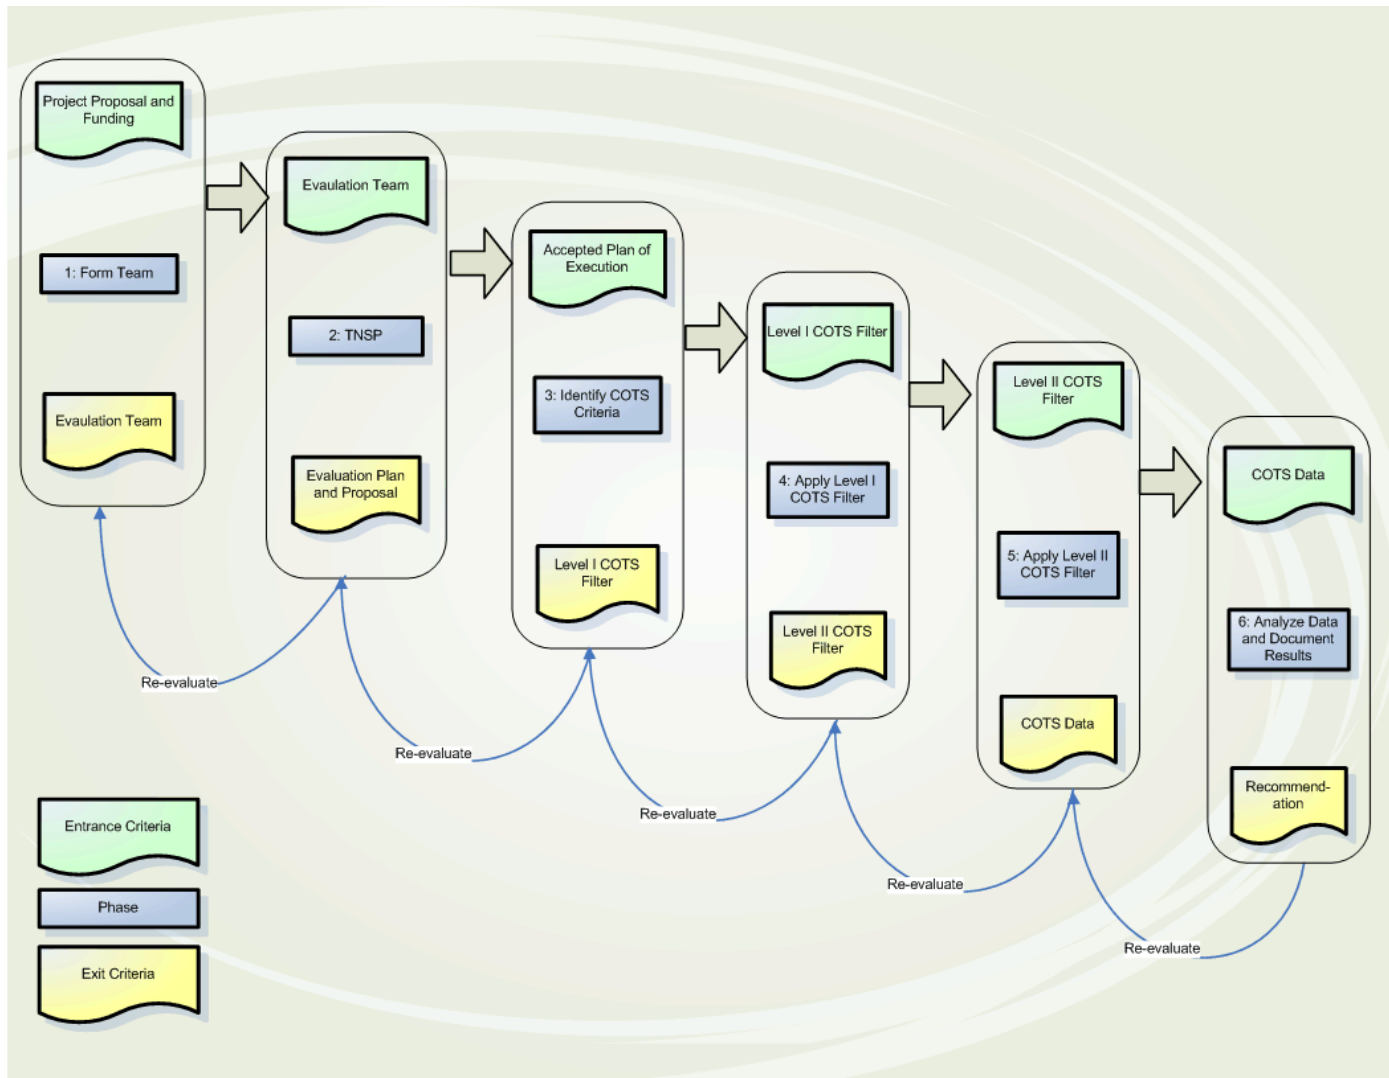 Project Proposal and
Funding
1: Form Team
Evaulation Team
Evaulation Team
2: TNSP
Evaluation Plan
and Proposal
Accepted Plan of
Execution
3: Identify COTS
Criteria
Level I COTS
Filter
Level I COTS Filter
4: Apply Level I
COTS Filter
Level II COTS
Filter
Level II COTS
Filter
5: Apply Level II
COTS Filter
COTS Data
COTS Data
6: Analyze Data
and Document
Results
Recommend-
ation
Re-evaluate
Re-evaluate
Re-evaluate
Re-evaluate
Re-evaluate
Entrance Criteria
Phase
Exit Criteria